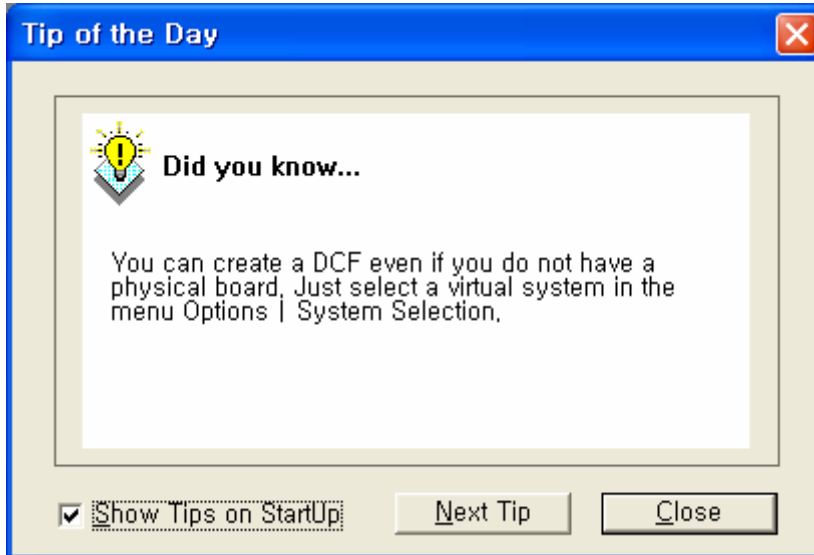 Tip of the Day
Did you know...
You can create a DCF even if you do not have a
physical board, Just select a virtual system in the
menu Options | System Selection,
Show Tips on StartUp
Next Tip
Close